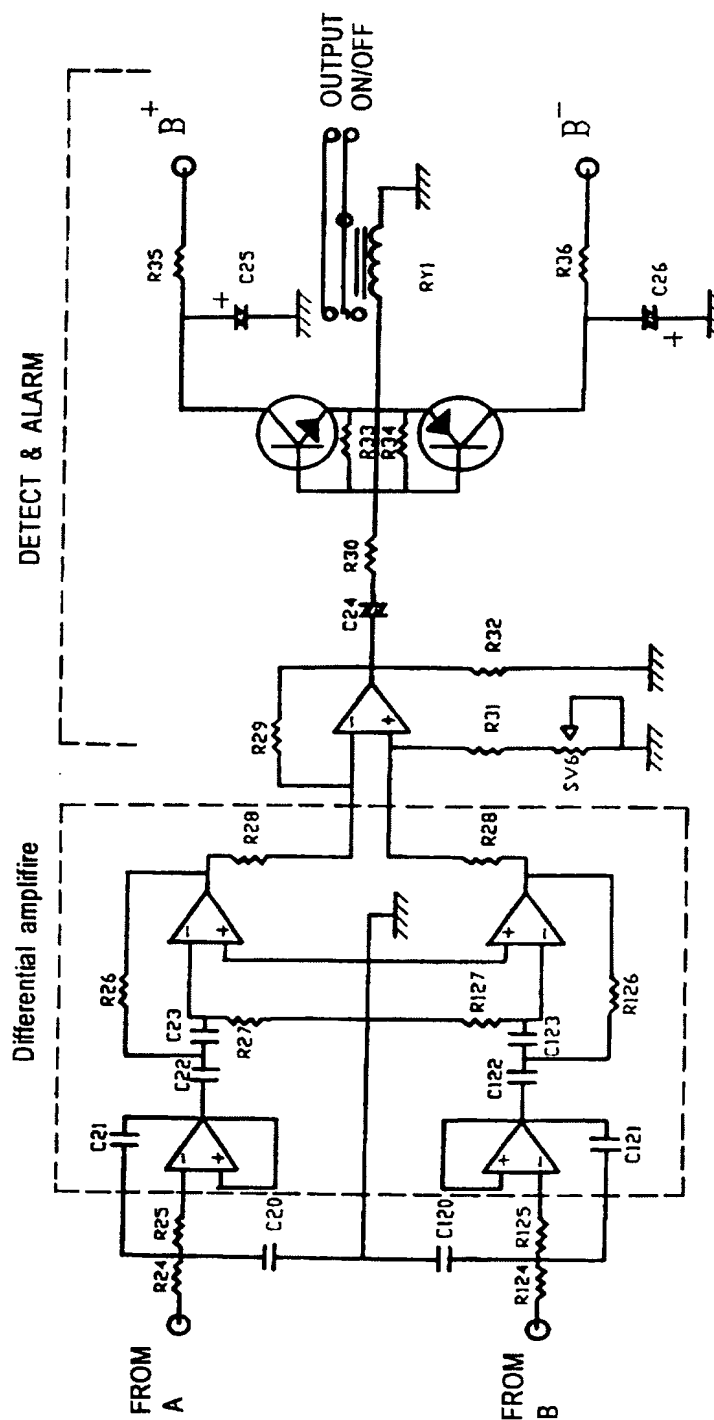 DETECT & ALARM
Differential amplifire
FROM
A
R24
R25
C21
C20
-
+
C22
C23
R26
R27
-
+
R28
R29
-
+
C24
R30
R33
R34
R35
C25
+
B+
OUTPUT
ON/OFF
RY1
R31
R32
SV6
R36
C26
+
B-
FROM
B
R124
R125
C120
C121
+
-
C122
C123
R127
R126
+
-
R28